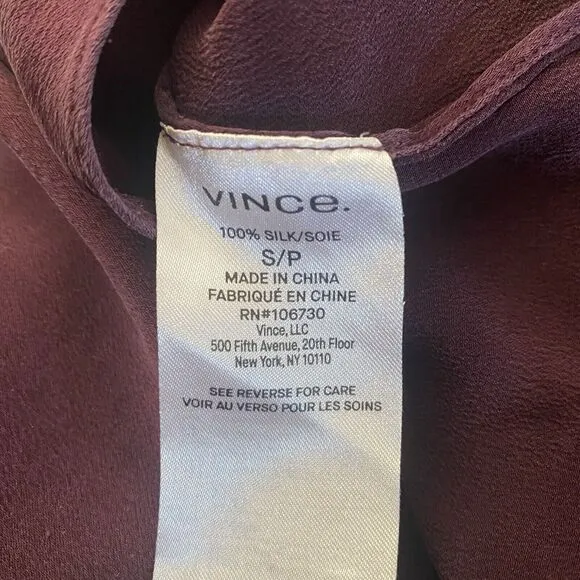 VINCe.
100% SILK/SOIE
S/P
MADE IN CHINA
FABRIQUÉ EN CHINE
RN#106730
Vince, LLC
500 Fifth Avenue, 20th Floor
New York, NY 10110
SEE REVERSE FOR CARE
VOIR AU VERSO POUR LES SOINS